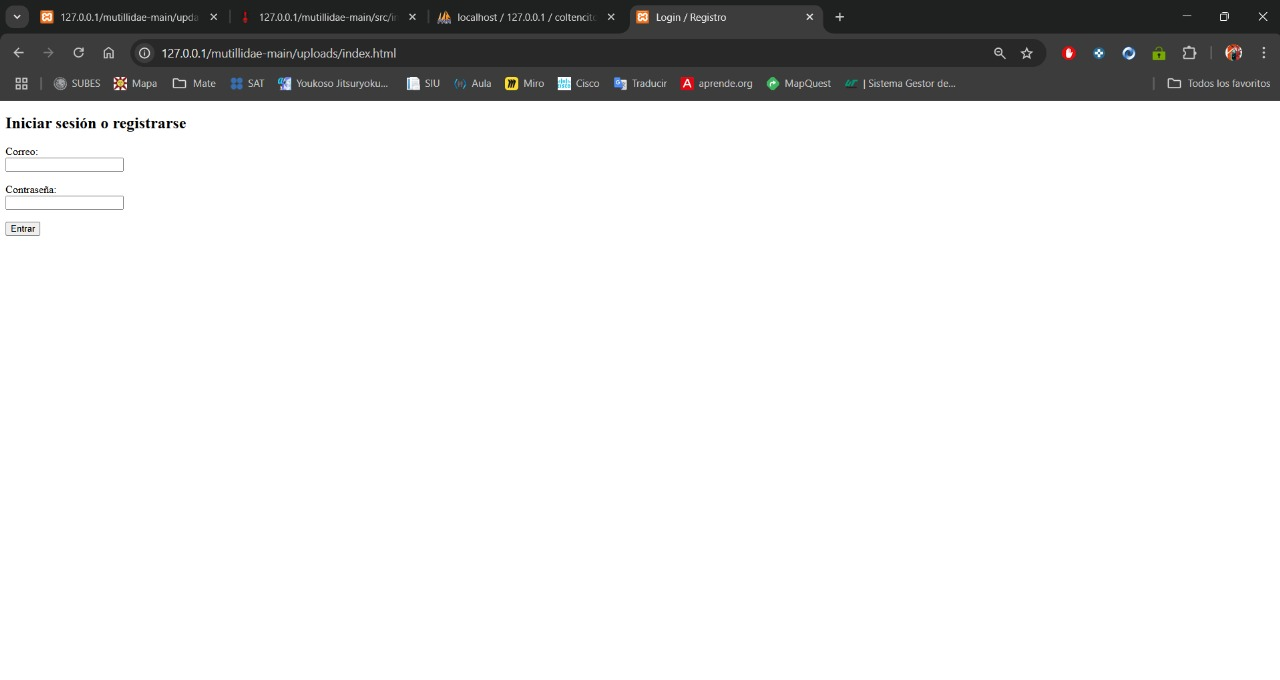 127.0.0.1/mutillidae-main/upda
127.0.0.1/mutillidae-main/src/in
localhost / 127.0.0.1 / coltencito
Login / Registro
127.0.0.1/mutillidae-main/uploads/index.html
SUBES
Mapa
Mate
SAT
Youkoso Jitsuryoku...
SIU
Aula
Miro
Cisco
Traducir
aprende.org
MapQuest
| Sistema Gestor de...
Todos los favoritos
Iniciar sesión o registrarse
Correo:
Contraseña:
Entrar